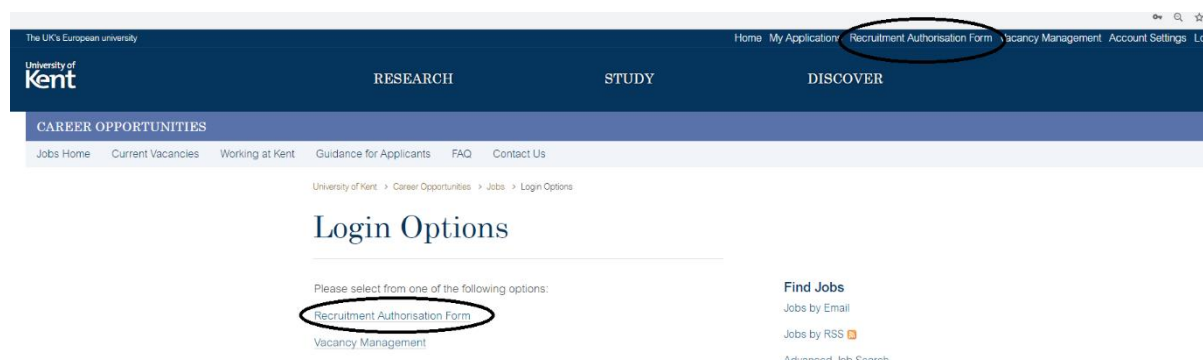 The UK's European university
Home My Applications Recruitment Authorisation Form Vacancy Management Account Settings
University of
Kent
RESEARCH STUDY DISCOVER
CAREER OPPORTUNITIES
Jobs Home Current Vacancies Working at Kent Guidance for Applicants FAQ Contact Us
University of Kent > Career Opportunities > Jobs > Login Options
Login Options
Please select from one of the following options:
Find Jobs
Recruitment Authorisation Form
Jobs by Email
Vacancy Management
Jobs by RSS
Advanced Job Search